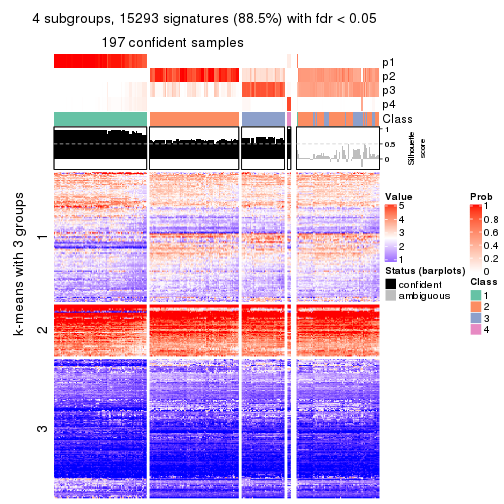 4 subgroups, 15293 signatures (88.5%) with fdr < 0.05
197 confident samples
p1
p2
p3
p4
Class
1
0.5
0
Silhouette
score
k-means with 3 groups
1
2
3
Value
5
4
3
2
1
Status (barplots)
confident
ambiguous
Prob
1
0.8
0.6
0.4
0.2
0
Class
1
2
3
4